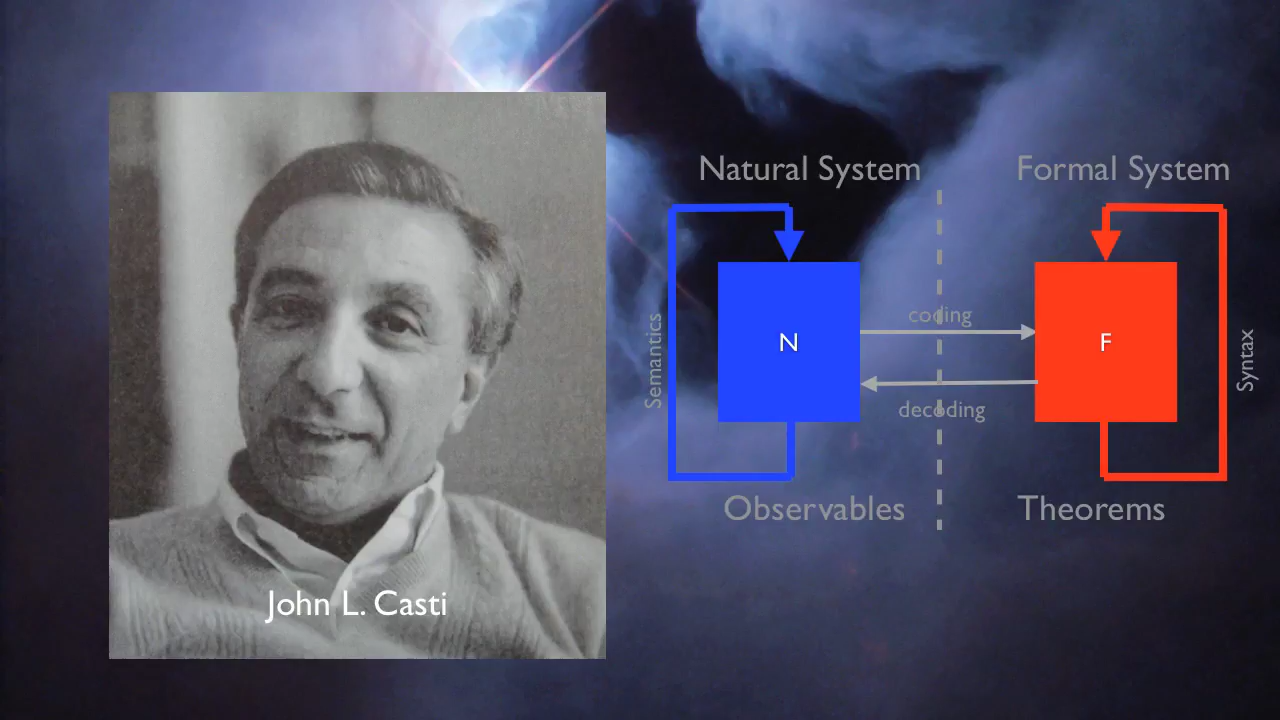 Natural System
Formal System
Semantics
N
coding
decoding
F
Syntax
Observables
Theorems
John L. Casti